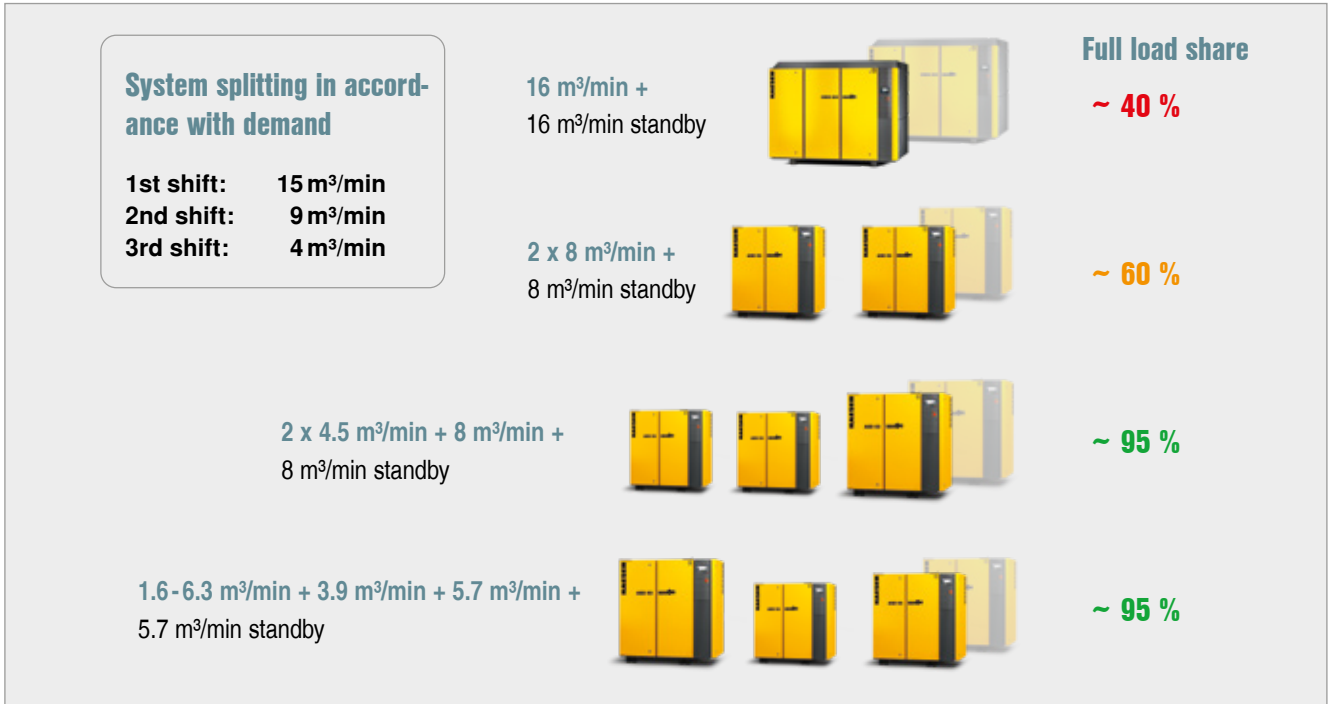 System splitting in accord-
ance with demand
1st shift: 15 m³/min
2nd shift: 9 m³/min
3rd shift: 4 m³/min
Full load share
16 m³/min +
16 m³/min standby
~ 40 %
2 x 8 m³/min +
8 m³/min standby
~ 60 %
2 x 4.5 m³/min + 8 m³/min +
8 m³/min standby
~ 95 %
1.6 - 6.3 m³/min + 3.9 m³/min + 5.7 m³/min +
5.7 m³/min standby
~ 95 %